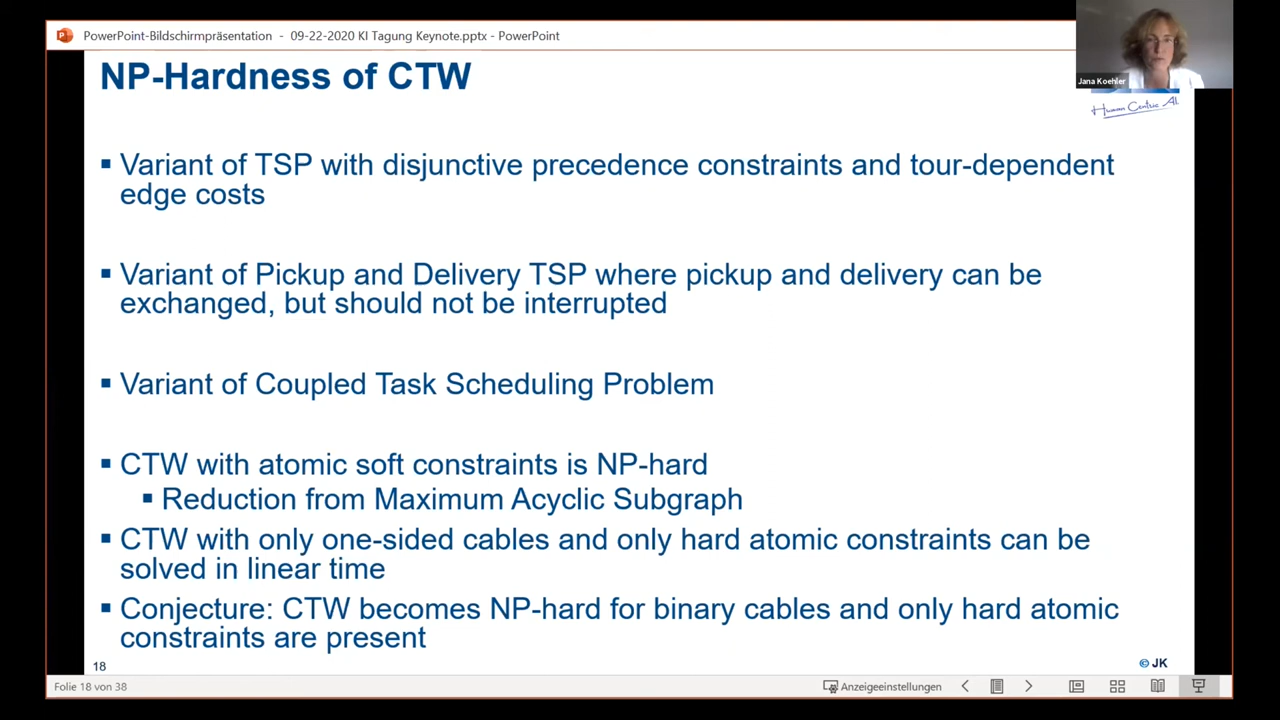 PowerPoint-Bildschirmpräsentation - 09-22-2020 KI Tagung Keynote.pptx - PowerPoint
Jana Koehler
NP-Hardness of CTW
Human Centric AI
▪ Variant of TSP with disjunctive precedence constraints and tour-dependent
edge costs
▪ Variant of Pickup and Delivery TSP where pickup and delivery can be
exchanged, but should not be interrupted
▪ Variant of Coupled Task Scheduling Problem
▪ CTW with atomic soft constraints is NP-hard
▪ Reduction from Maximum Acyclic Subgraph
▪ CTW with only one-sided cables and only hard atomic constraints can be
solved in linear time
▪ Conjecture: CTW becomes NP-hard for binary cables and only hard atomic
constraints are present
18
© JK
Folie 18 von 38
Anzeigeeinstellungen